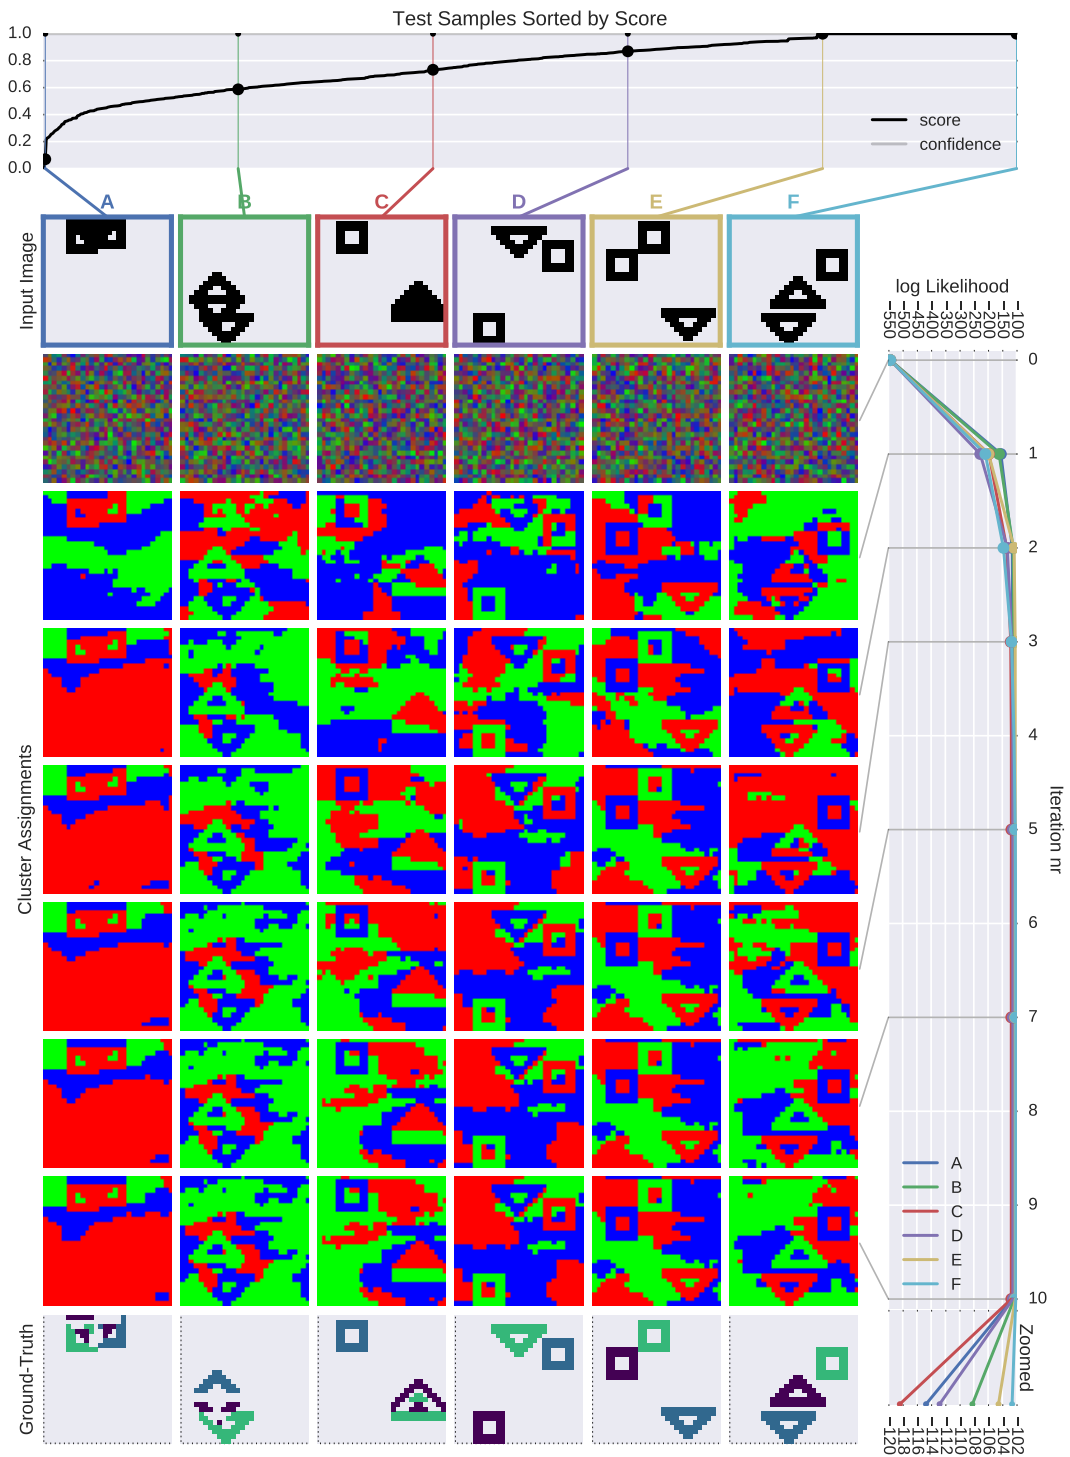 Test Samples Sorted by Score
1.0
0.8
0.6
0.4
0.2
0.0
score
confidence
A B C D E F
Input Image
log Likelihood
−550 −500 −450 −400 −350 −300 −250 −200 −150 −100
0
1
2
3
4
5
6
7
8
9
10
Iteration nr
Cluster Assignments
A
B
C
D
E
F
Ground-Truth
Zoomed
−120 −118 −116 −114 −112 −110 −108 −106 −104 −102